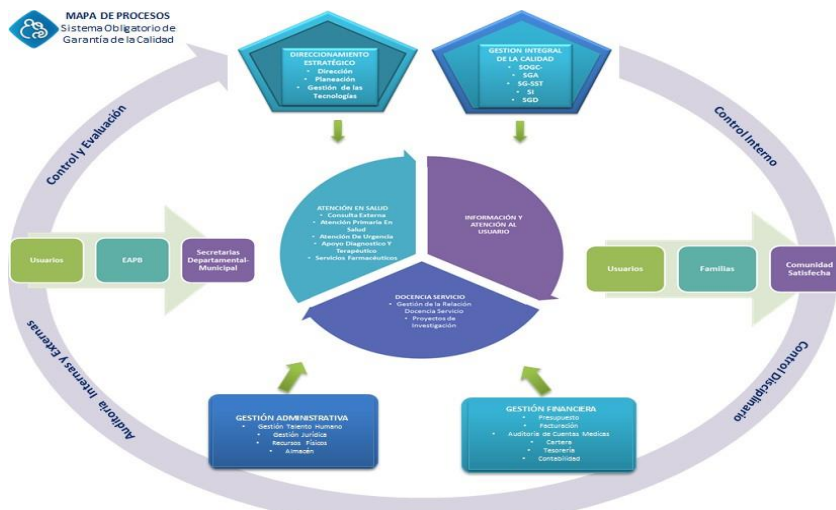 MAPA DE PROCESOS
Sistema Obligatorio de
Garantía de la Calidad
DIRECCIONAMIENTO
ESTRATÉGICO
• Dirección
• Planeación
• Gestión de las
Tecnologías
GESTION INTEGRAL
DE LA CALIDAD
• SOGC-
• SGA
• SG-SST
• SI
• SGD
Control y Evaluación
Control Interno
ATENCIÓN EN SALUD
• Consulta Externa
• Atención Primaria En
Salud
• Atención De Urgencia
• Apoyo Diagnostico Y
Terapéutico
• Servicios Farmacéuticos
INFORMACIÓN Y
ATENCIÓN AL
USUARIO
Usuarios
EAPB
Secretarias
Departamental-
Municipal
Usuarios
Familias
Comunidad
Satisfecha
DOCENCIA SERVICIO
• Gestión de la Relación
Docencia Servicio
• Proyectos de
Investigación
Auditoría Internas y Externas
Control Disciplinario
GESTIÓN ADMINISTRATIVA
• Gestión Talento Humano
• Gestión Jurídica
• Recursos Físicos
• Almacén
GESTIÓN FINANCIERA
• Presupuesto
• Facturación
• Auditoría de Cuentas Medicas
• Cartera
• Tesorería
• Contabilidad